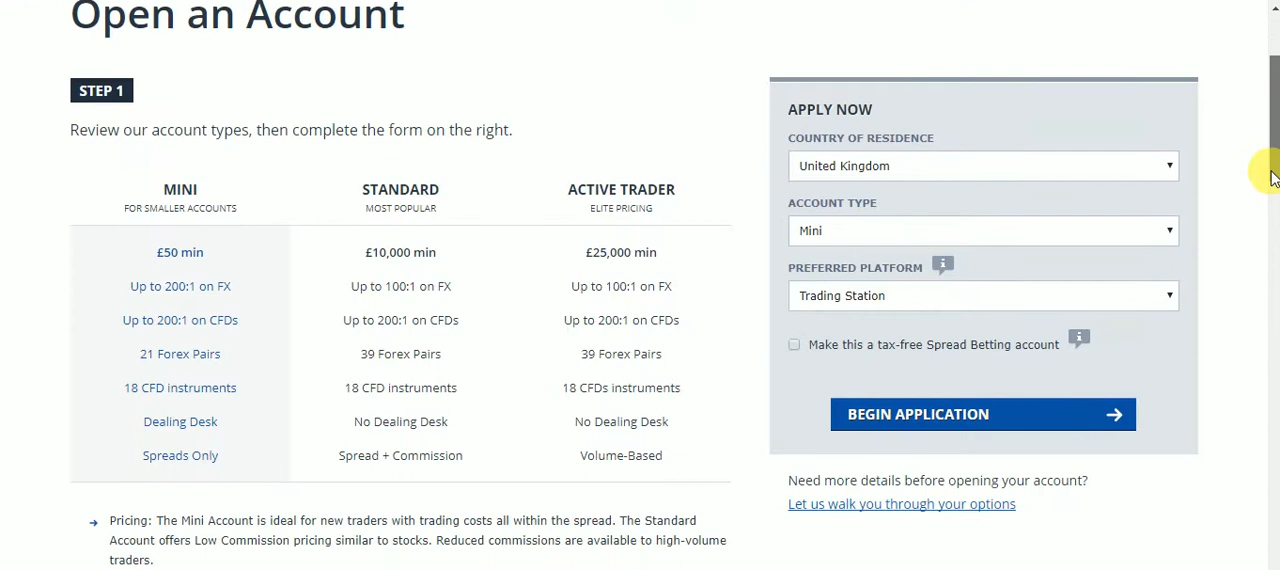 Open an Account
STEP 1
Review our account types, then complete the form on the right.
MINI STANDARD ACTIVE TRADER
FOR SMALLER ACCOUNTS MOST POPULAR ELITE PRICING
£50 min £10,000 min £25,000 min
Up to 200:1 on FX Up to 100:1 on FX Up to 100:1 on FX
Up to 200:1 on CFDs Up to 200:1 on CFDs Up to 200:1 on CFDs
21 Forex Pairs 39 Forex Pairs 39 Forex Pairs
18 CFD instruments 18 CFD instruments 18 CFDs instruments
Dealing Desk No Dealing Desk No Dealing Desk
Spreads Only Spread + Commission Volume-Based
Pricing: The Mini Account is ideal for new traders with trading costs all within the spread. The Standard
Account offers Low Commission pricing similar to stocks. Reduced commissions are available to high-volume
traders.
APPLY NOW
COUNTRY OF RESIDENCE
United Kingdom
ACCOUNT TYPE
Mini
PREFERRED PLATFORM
Trading Station
Make this a tax-free Spread Betting account
BEGIN APPLICATION
Need more details before opening your account?
Let us walk you through your options